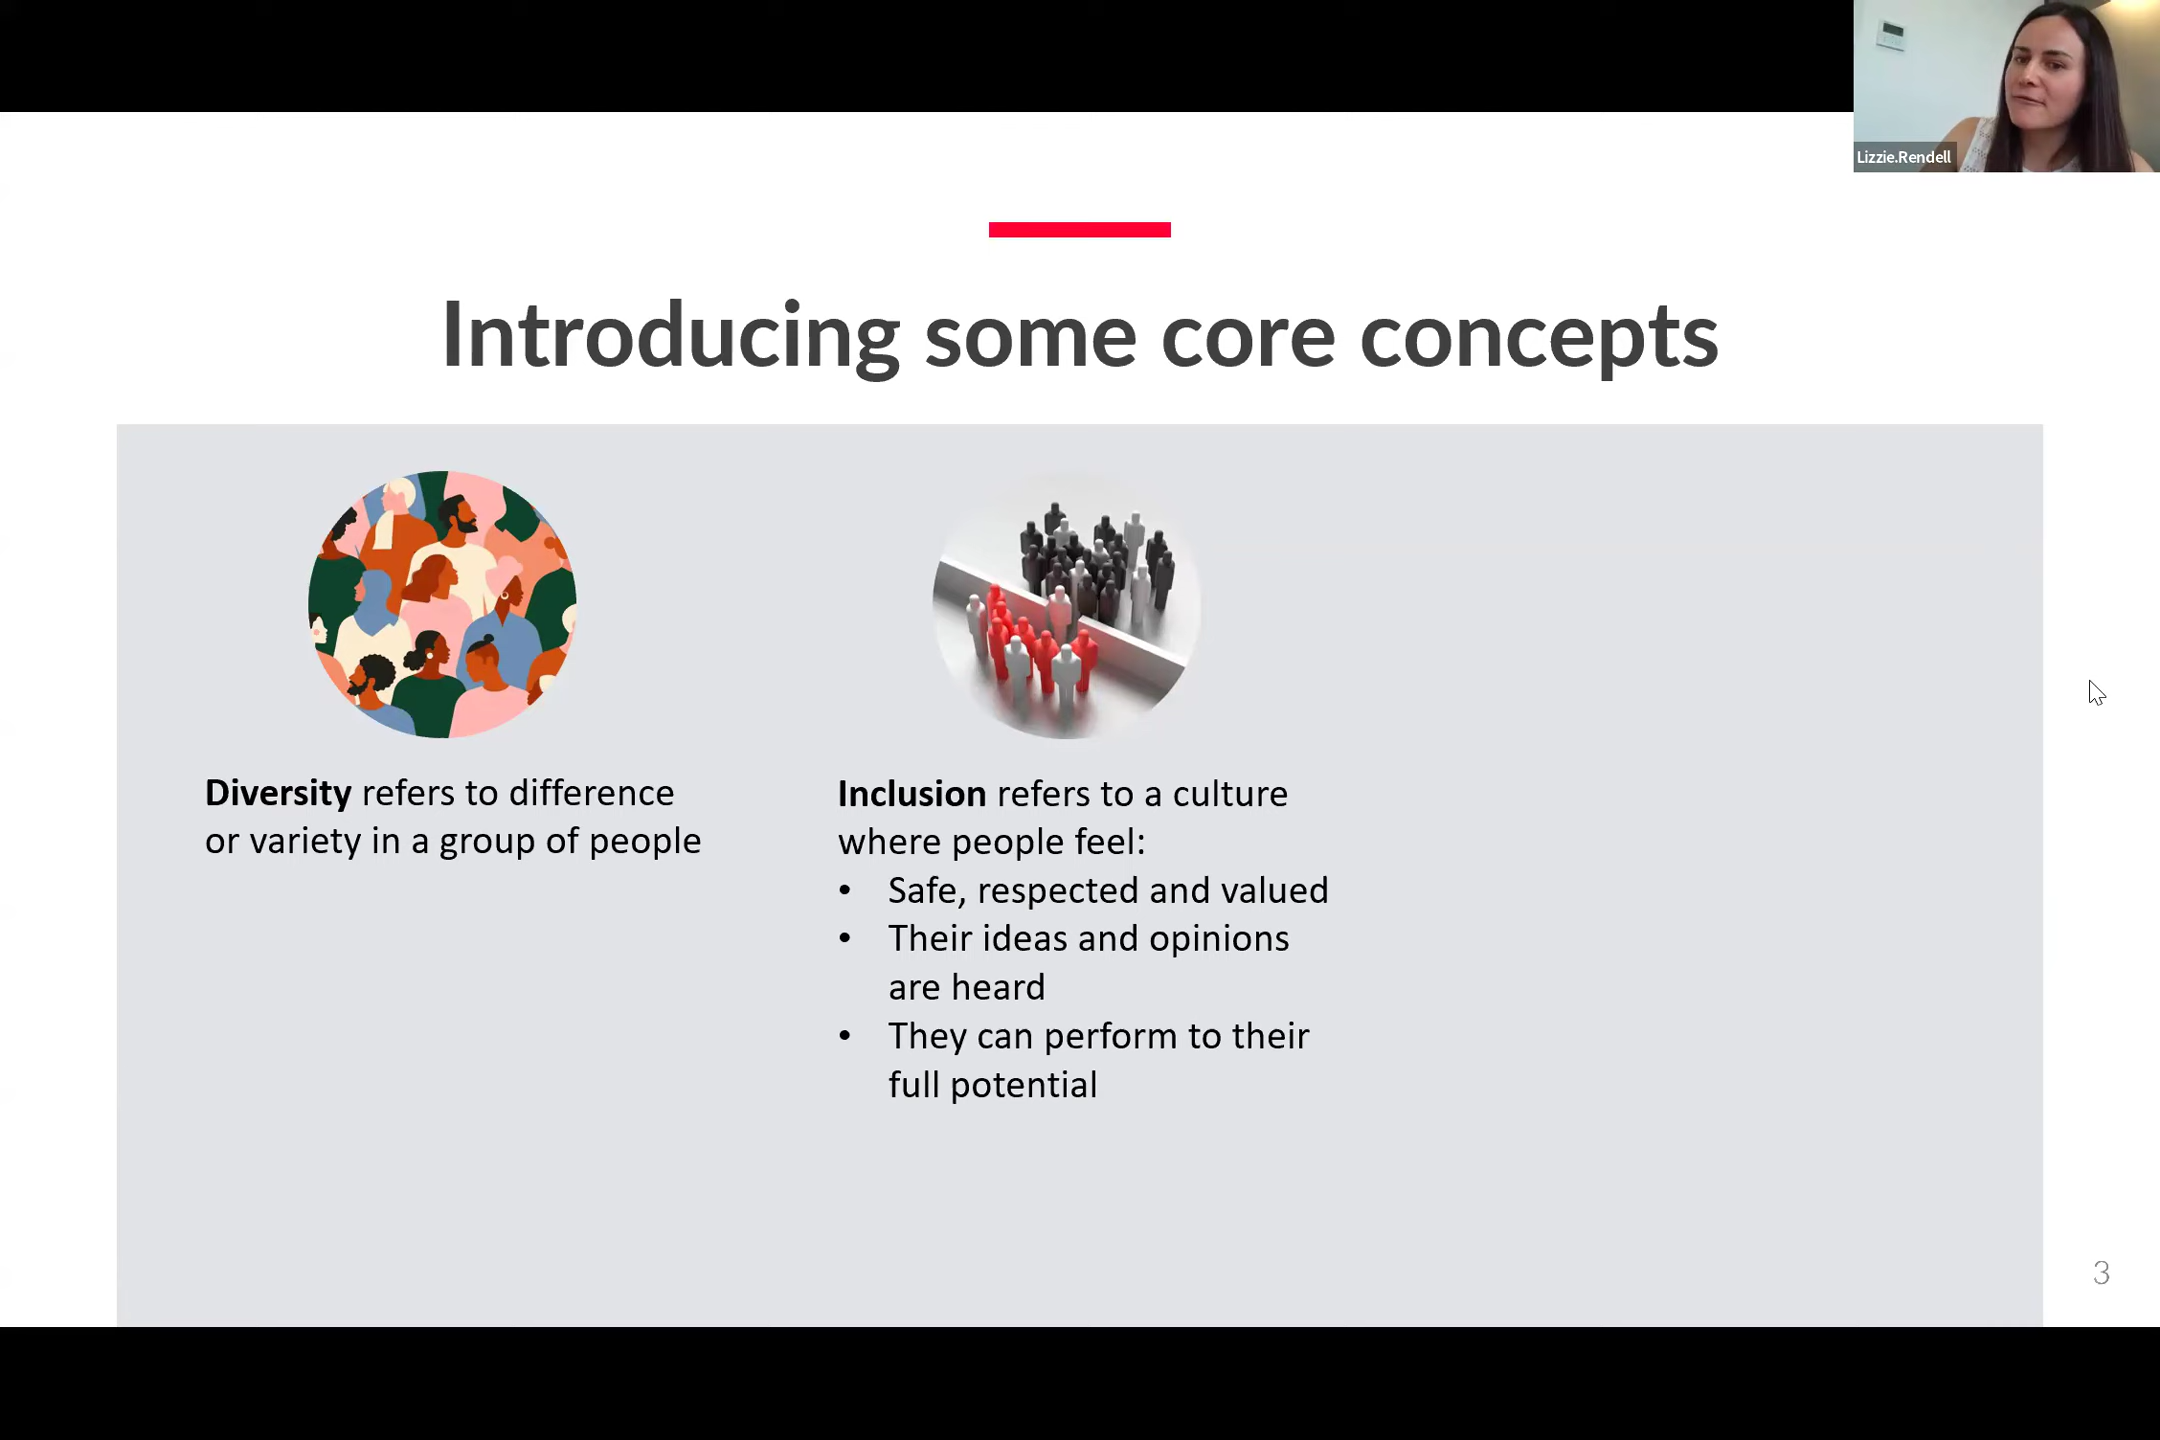 Lizzie.Rendell
Introducing some core concepts
Diversity refers to difference
or variety in a group of people
Inclusion refers to a culture
where people feel:
• Safe, respected and valued
• Their ideas and opinions
are heard
• They can perform to their
full potential
3